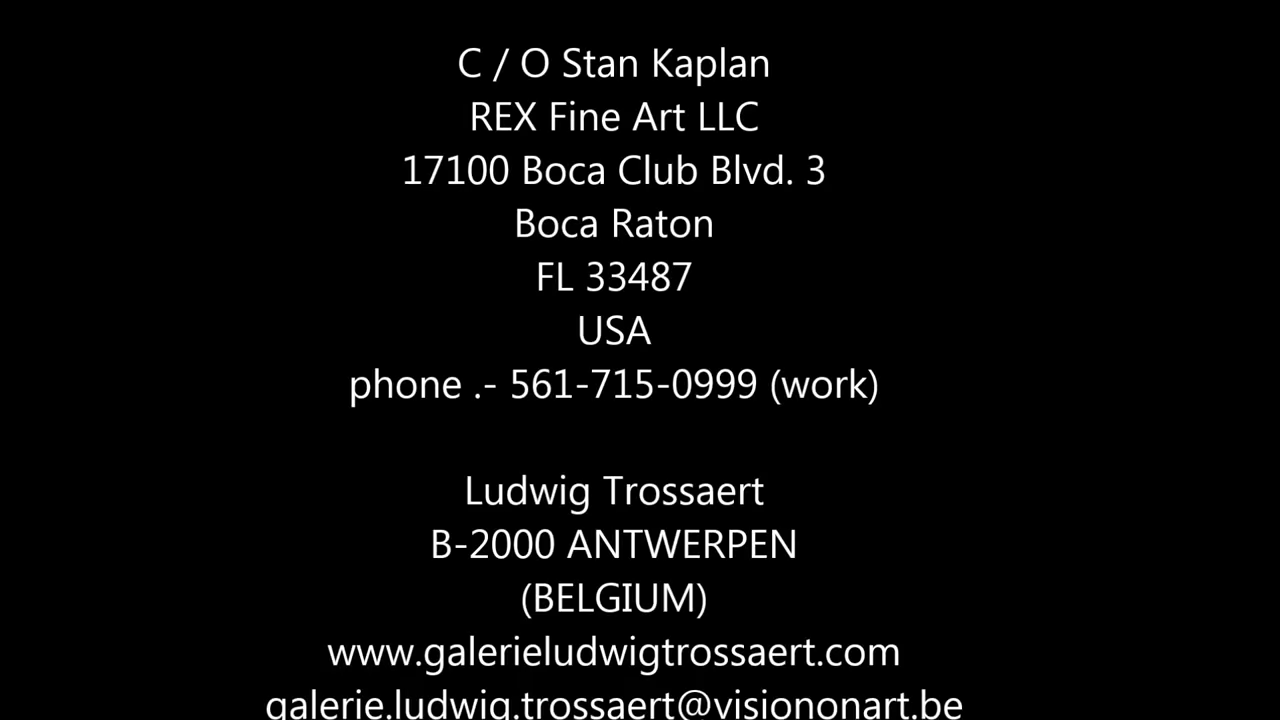 C / O Stan Kaplan
REX Fine Art LLC
17100 Boca Club Blvd. 3
Boca Raton
FL 33487
USA
phone .- 561-715-0999 (work)
Ludwig Trossaert
B-2000 ANTWERPEN
(BELGIUM)
www.galerieludwigtrossaert.com
galerie.ludwig.trossaert@visiononart.be